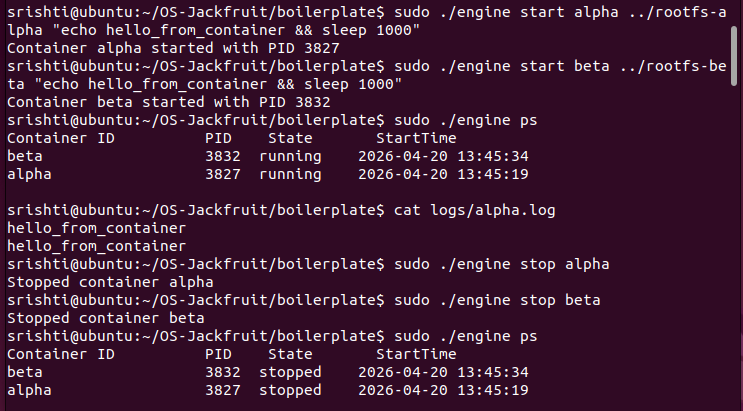 srishti@ubuntu:~/OS-Jackfruit/boilerplate$ sudo ./engine start alpha ../rootfs-a
lpha "echo hello_from_container && sleep 1000"
Container alpha started with PID 3827
srishti@ubuntu:~/OS-Jackfruit/boilerplate$ sudo ./engine start beta ../rootfs-be
ta "echo hello_from_container && sleep 1000"
Container beta started with PID 3832
srishti@ubuntu:~/OS-Jackfruit/boilerplate$ sudo ./engine ps
Container ID          PID    State       StartTime
beta                  3832  running    2026-04-20 13:45:34
alpha                 3827  running    2026-04-20 13:45:19

srishti@ubuntu:~/OS-Jackfruit/boilerplate$ cat logs/alpha.log
hello_from_container
hello_from_container
srishti@ubuntu:~/OS-Jackfruit/boilerplate$ sudo ./engine stop alpha
Stopped container alpha
srishti@ubuntu:~/OS-Jackfruit/boilerplate$ sudo ./engine stop beta
Stopped container beta
srishti@ubuntu:~/OS-Jackfruit/boilerplate$ sudo ./engine ps
Container ID          PID    State       StartTime
beta                  3832  stopped    2026-04-20 13:45:34
alpha                 3827  stopped    2026-04-20 13:45:19